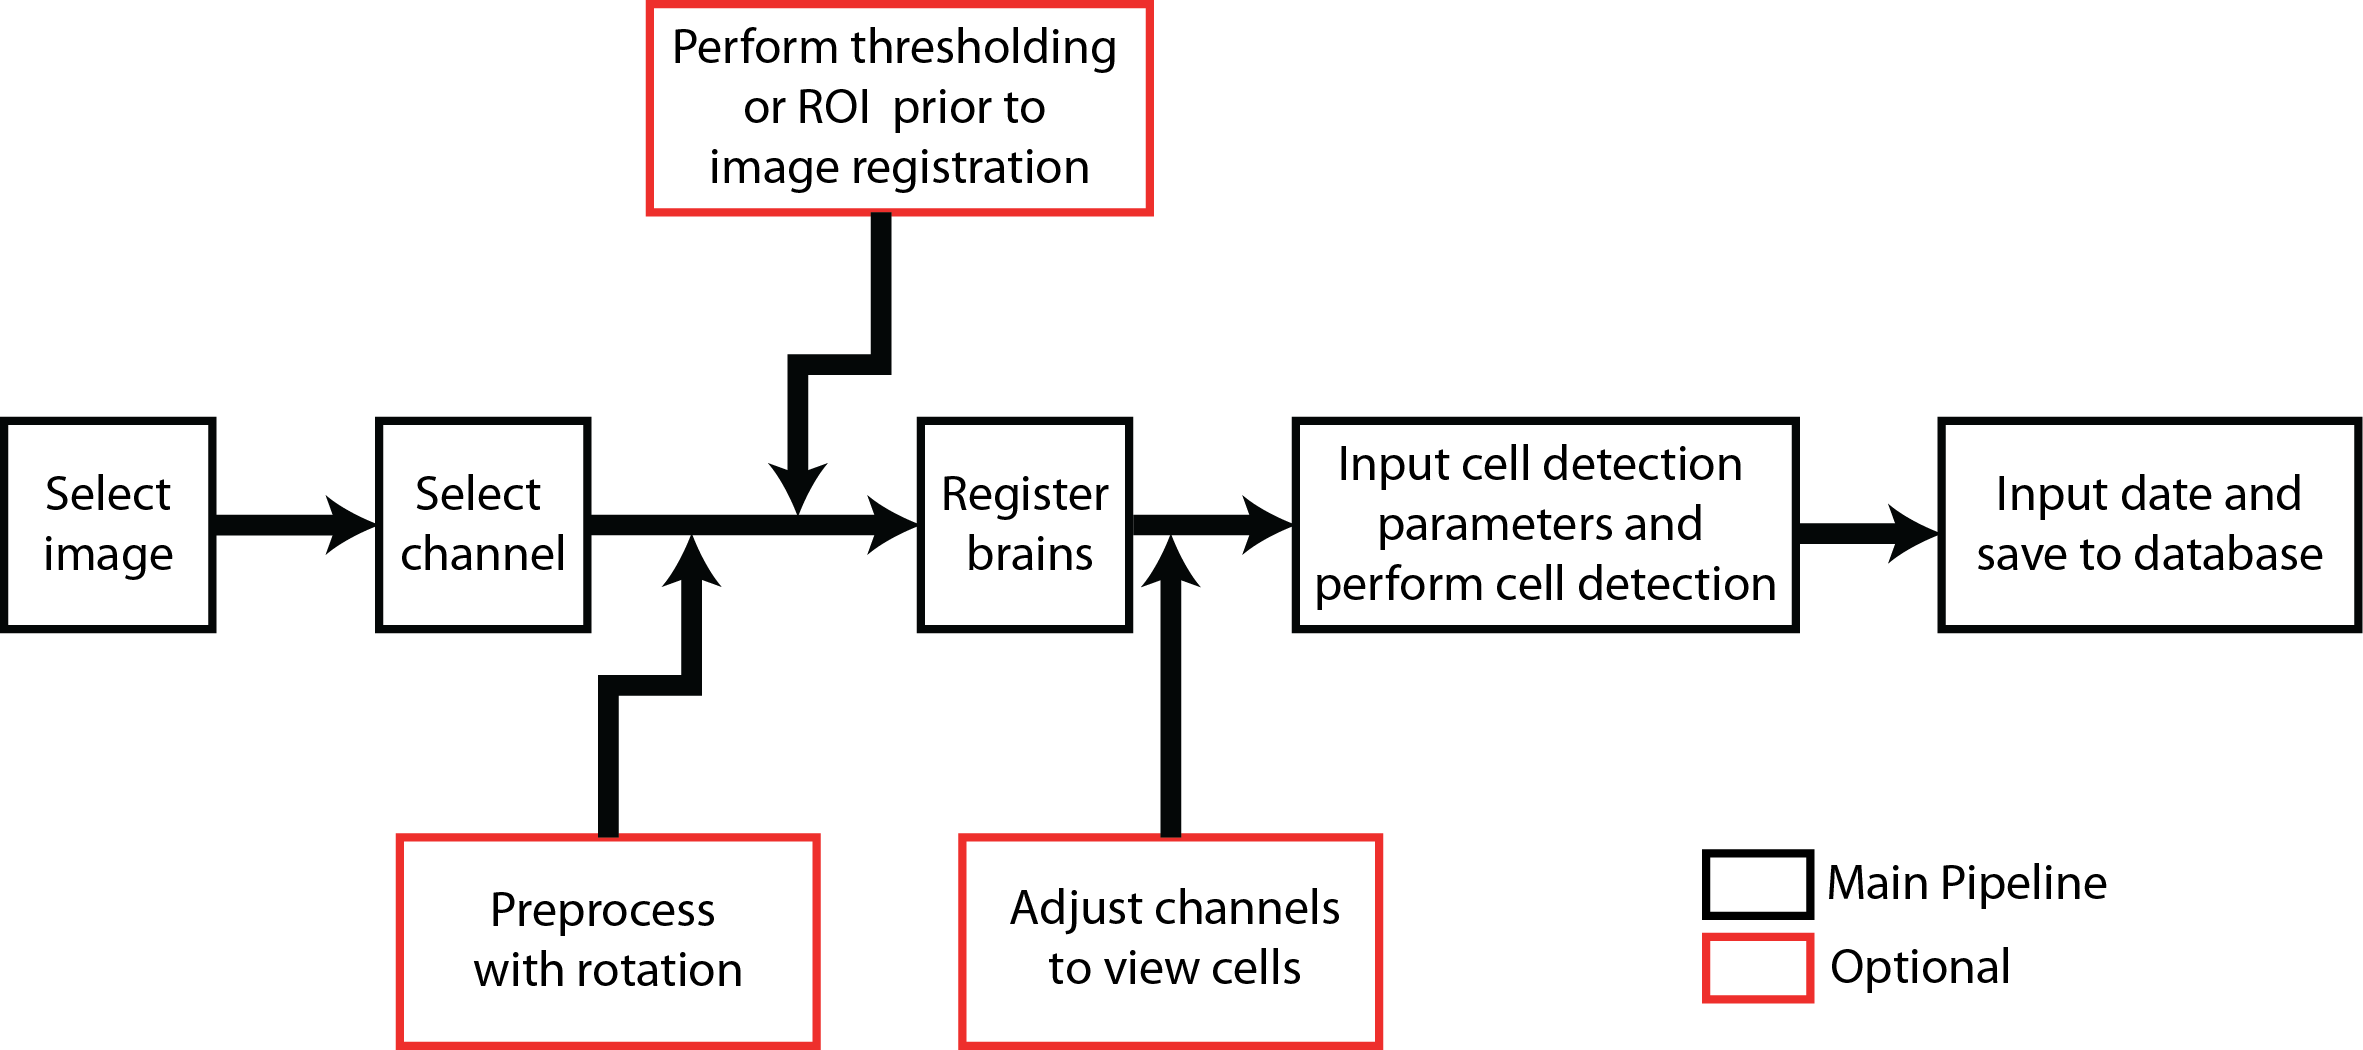 Perform thresholding
or ROI prior to
image registration
Select
image
Select
channel
Register
brains
Input cell detection
parameters and
perform cell detection
Input date and
save to database
Preprocess
with rotation
Adjust channels
to view cells
Main Pipeline
Optional